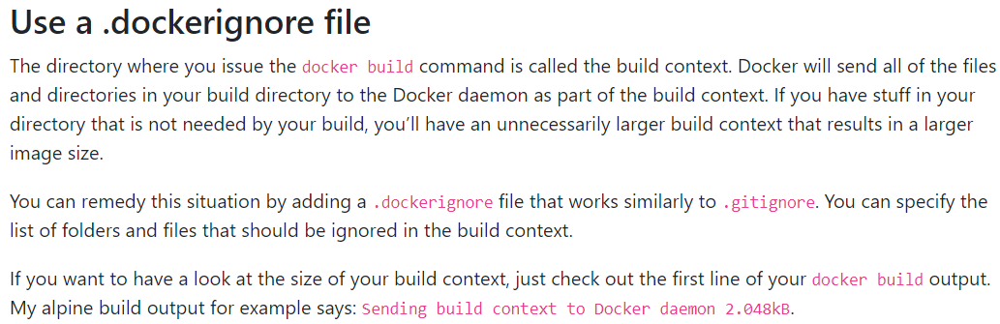 Use a .dockerignore file
The directory where you issue the docker build command is called the build context. Docker will send all of the files
and directories in your build directory to the Docker daemon as part of the build context. If you have stuff in your
directory that is not needed by your build, you’ll have an unnecessarily larger build context that results in a larger
image size.
You can remedy this situation by adding a .dockerignore file that works similarly to .gitignore. You can specify the
list of folders and files that should be ignored in the build context.
If you want to have a look at the size of your build context, just check out the first line of your docker build output.
My alpine build output for example says: Sending build context to Docker daemon 2.048kB.